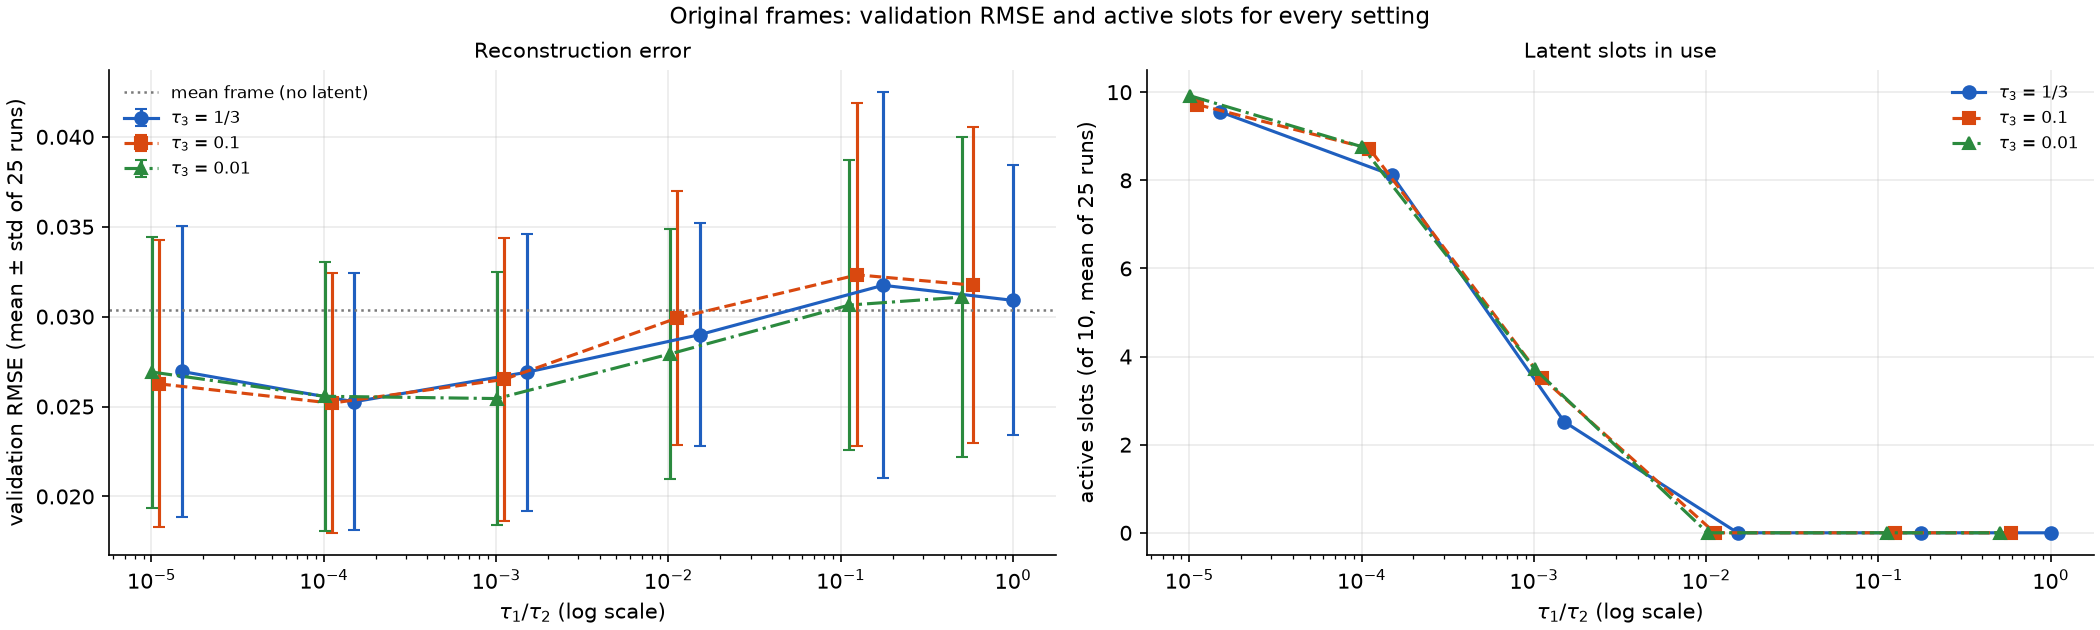 Original frames: validation RMSE and active slots for every setting
Reconstruction error
validation RMSE (mean ± std of 25 runs)
0.040
0.035
0.030
0.025
0.020
mean frame (no latent)
τ₃ = 1/3
τ₃ = 0.1
τ₃ = 0.01
10⁻⁵
10⁻⁴
10⁻³
10⁻²
10⁻¹
10⁰
τ₁/τ₂ (log scale)
Latent slots in use
active slots (of 10, mean of 25 runs)
10
8
6
4
2
0
τ₃ = 1/3
τ₃ = 0.1
τ₃ = 0.01
10⁻⁵
10⁻⁴
10⁻³
10⁻²
10⁻¹
10⁰
τ₁/τ₂ (log scale)